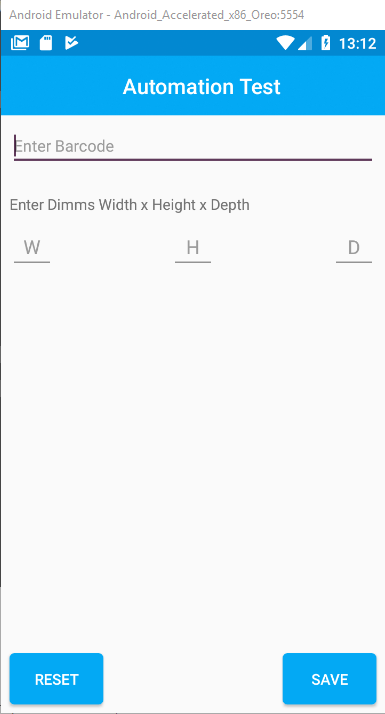 Android Emulator - Android_Accelerated_x86_Oreo:5554
13:12
Automation Test
Enter Barcode
Enter Dimms Width x Height x Depth
W H D
RESET SAVE